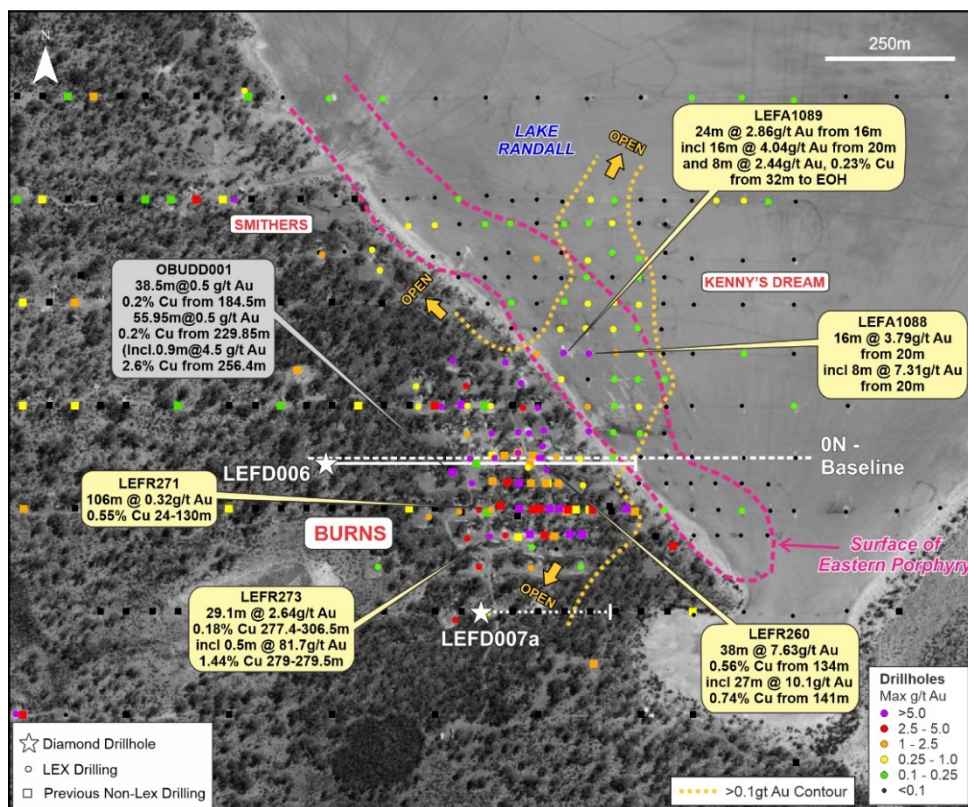 N
250m
LAKE
RANDALL
OPEN
LEFA1089
24m @ 2.86g/t Au from 16m
incl 16m @ 4.04g/t Au from 20m
and 8m @ 2.44g/t Au, 0.23% Cu
from 32m to EOH
SMITHERS
OBUDD001
38.5m@0.5 g/t Au
0.2% Cu from 184.5m
55.95m@0.5 g/t Au
0.2% Cu from 229.85m
(Incl.0.9m@4.5 g/t Au
2.6% Cu from 256.4m
OPEN
KENNY'S DREAM
LEFA1088
16m @ 3.79g/t Au
from 20m
incl 8m @ 7.31g/t Au
from 20m
0N -
Baseline
LEFD006
LEFR271
106m @ 0.32g/t Au
0.55% Cu 24-130m
BURNS
Surface of
Eastern Porphyry
OPEN
LEFR273
29.1m @ 2.64g/t Au
0.18% Cu 277.4-306.5m
incl 0.5m @ 81.7g/t Au
1.44% Cu 279-279.5m
LEFD007a
LEFR260
38m @ 7.63g/t Au
0.56% Cu from 134m
incl 27m @ 10.1g/t Au
0.74% Cu from 141m
Diamond Drillhole
LEX Drilling
Previous Non-Lex Drilling
>0.1gt Au Contour
Drillholes
Max g/t Au
>5.0
2.5 - 5.0
1 - 2.5
0.25 - 1.0
0.1 - 0.25
<0.1